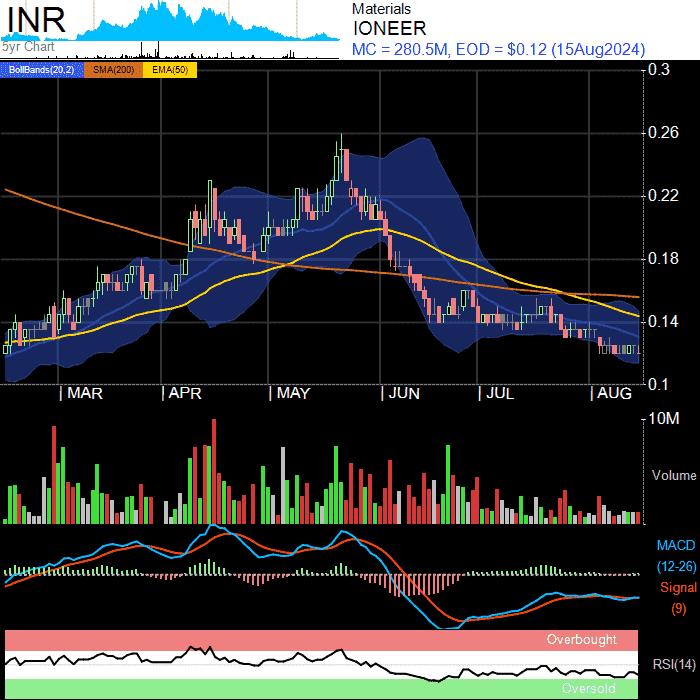 INR
Materials
IONEER
MC = 280.5M, EOD = $0.12 (15Aug2024)
5yr Chart
BollBands(20,2) SMA(200) EMA(50)
0.3
0.26
0.22
0.18
0.14
0.1
MAR APR MAY JUN JUL AUG
10M
Volume
MACD
(12-26)
Signal
(9)
Overbought
RSI(14)
Oversold